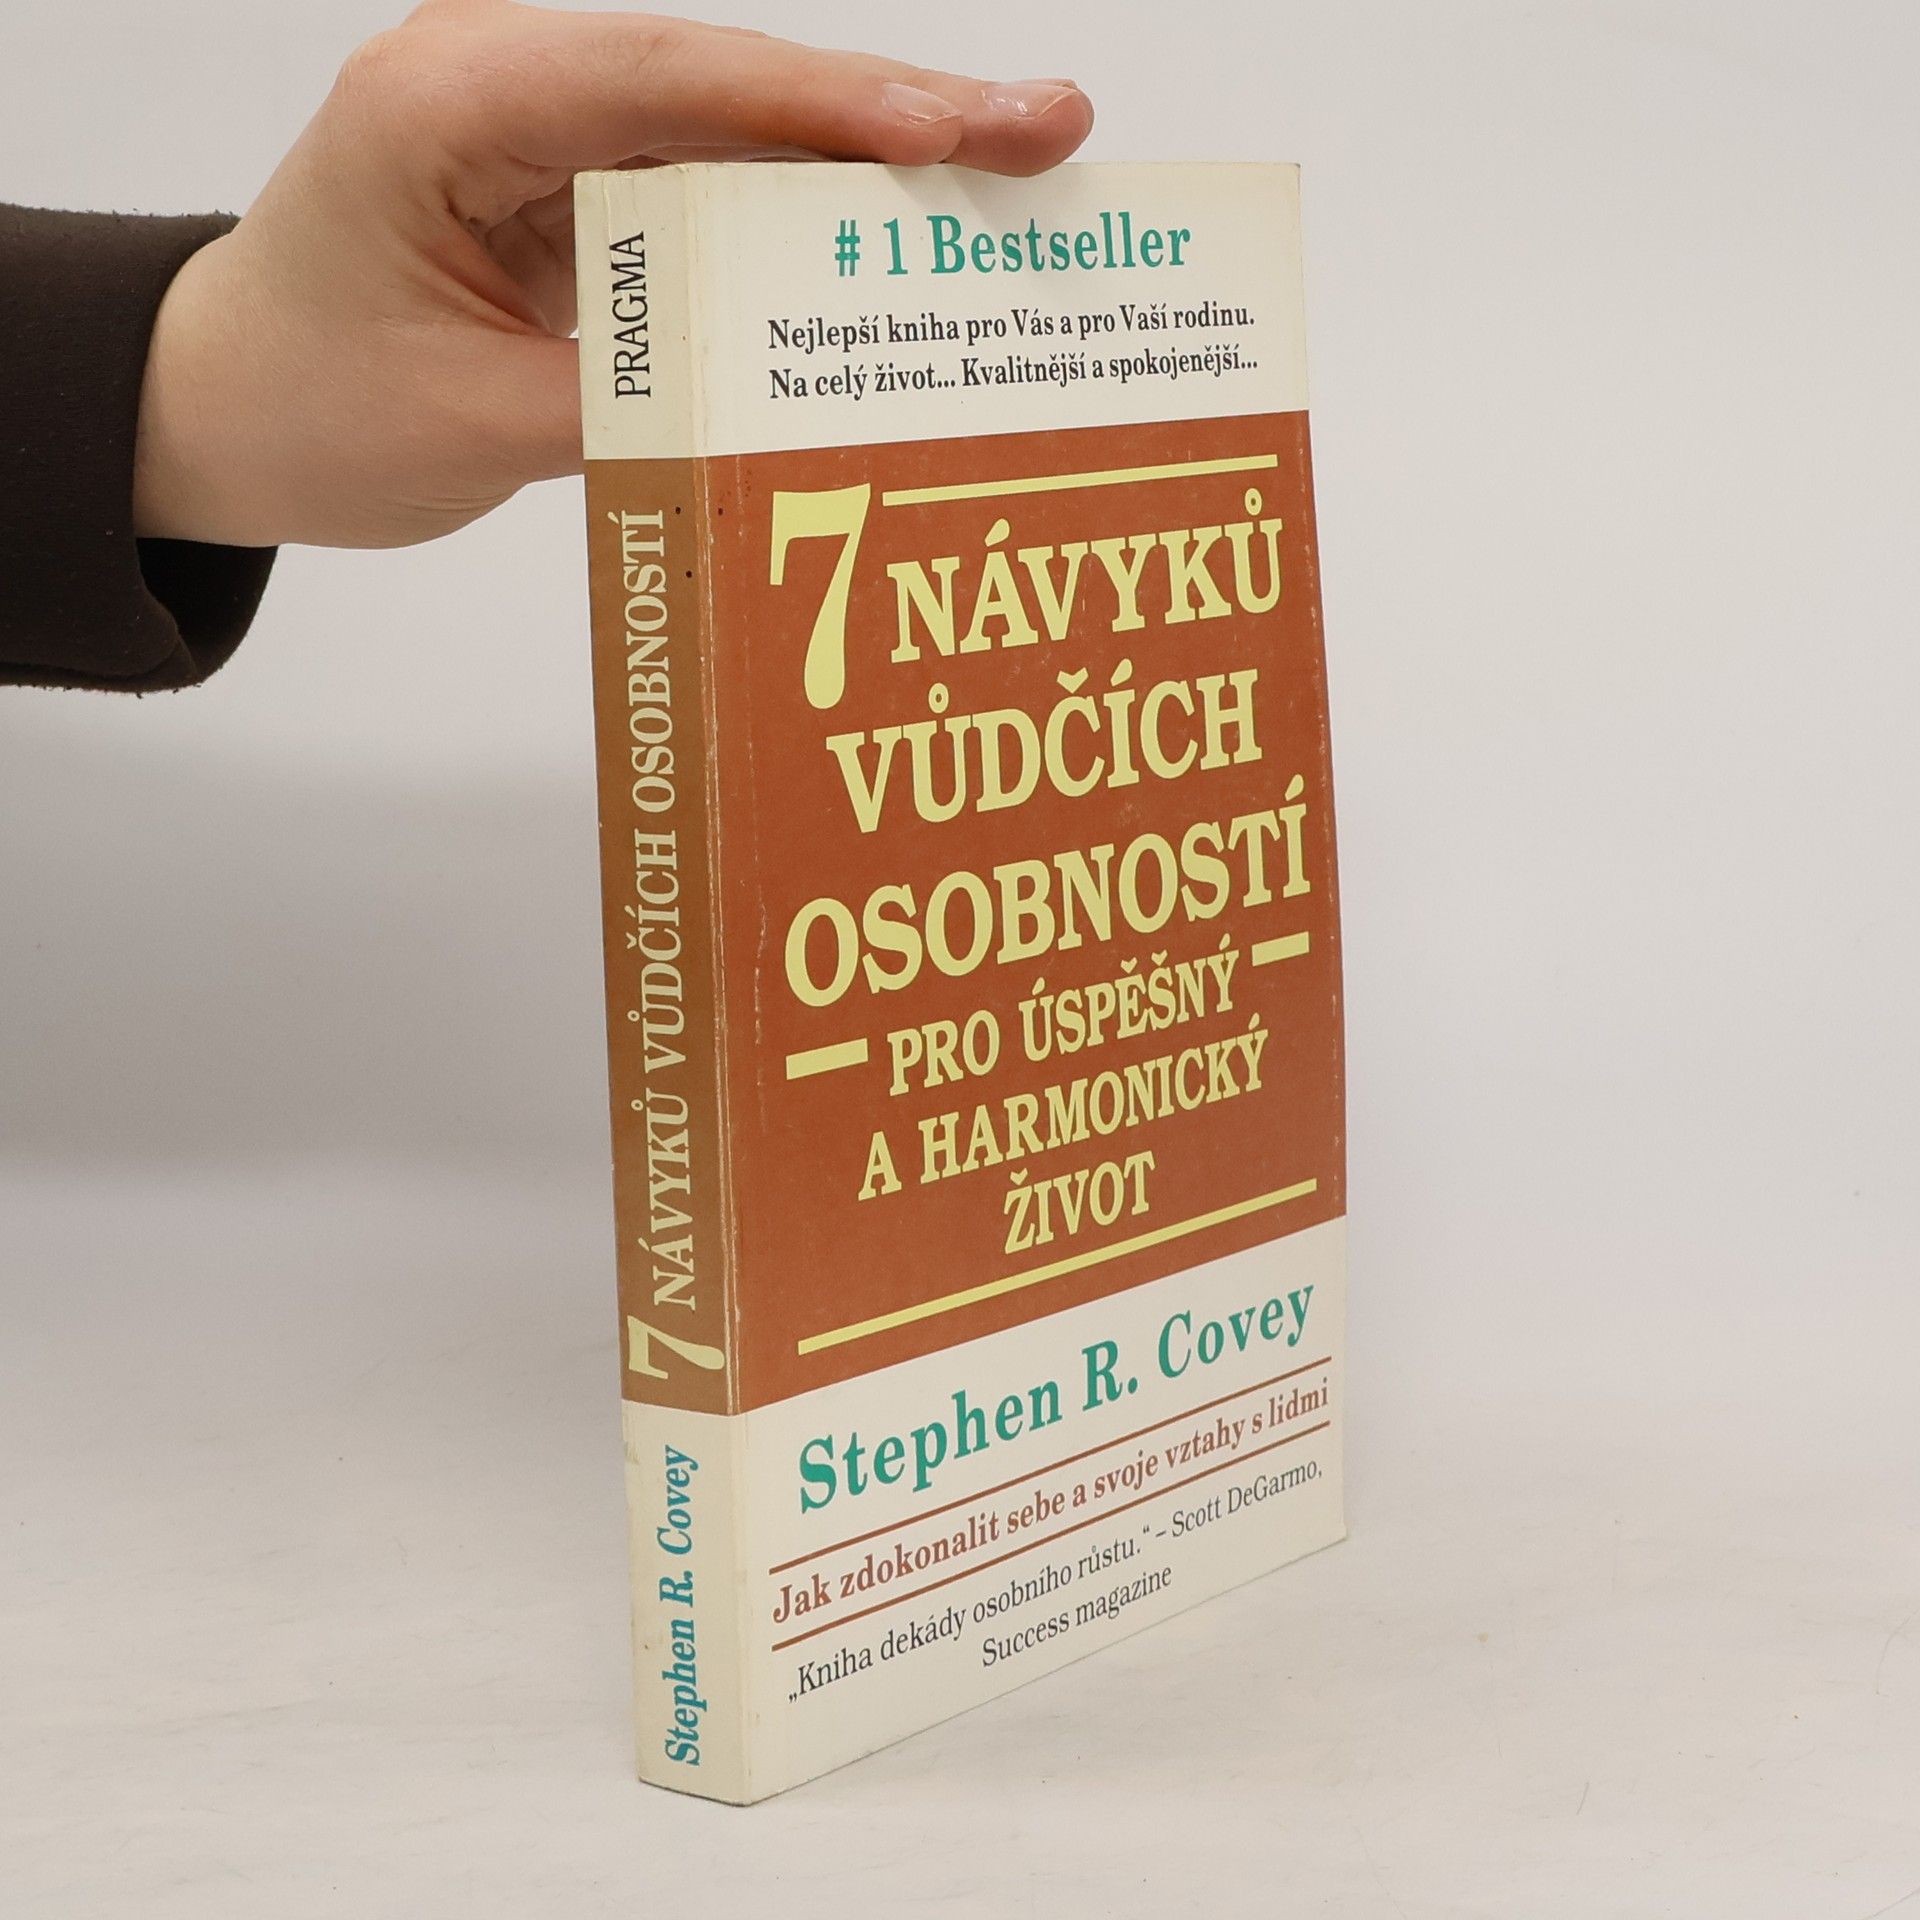 PRAGMA
7 NÁVYKŮ VŮDČÍCH OSOBNOSTÍ
Stephen R. Covey
# 1 Bestseller
Nejlepší kniha pro Vás a pro Vaší rodinu.
Na celý život... Kvalitnější a spokojenější...
7 NÁVYKŮ
VŮDČÍCH
OSOBNOSTÍ
PRO ÚSPĚŠNÝ
A HARMONICKÝ
ŽIVOT
Stephen R. Covey
Jak zdokonalit sebe a svoje vztahy s lidmi
„Kniha dekády osobního růstu.“ – Scott DeGarmo,
Success magazine